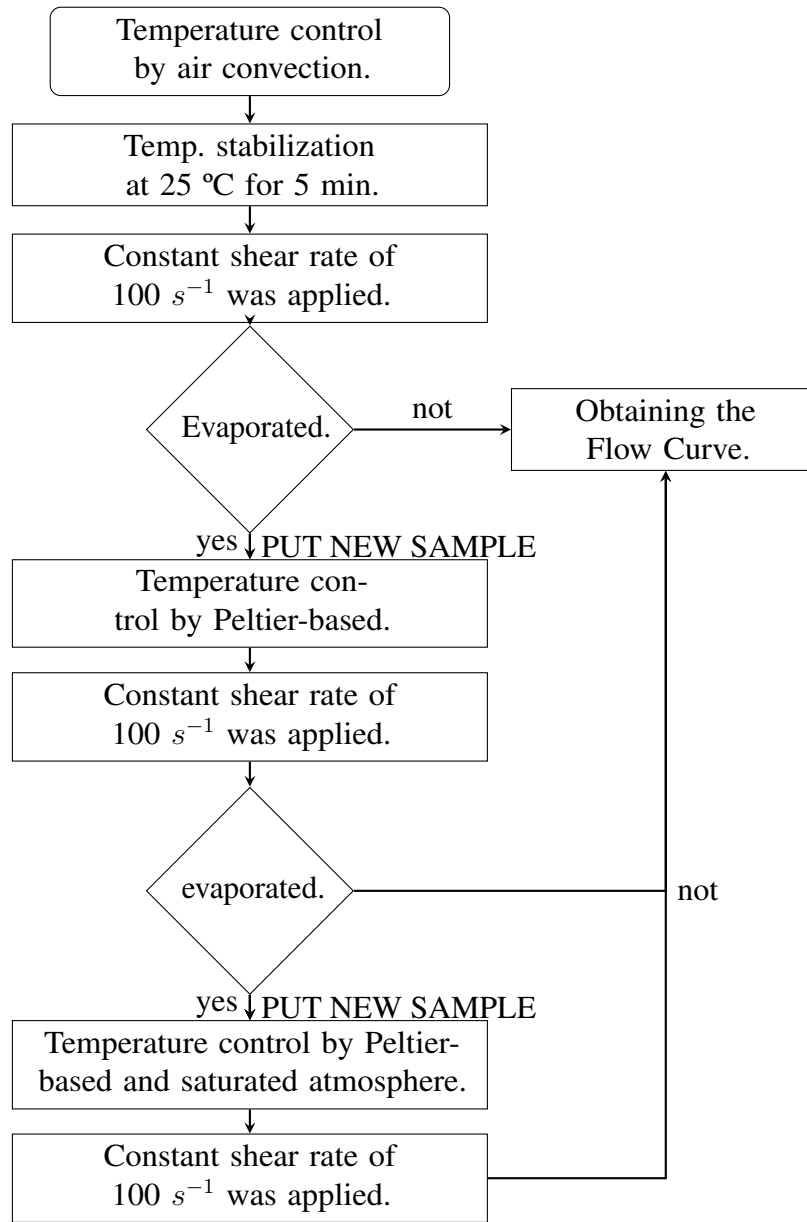 Temperature control
by air convection.
Temp. stabilization
at 25 ºC for 5 min.
Constant shear rate of
100 s⁻¹ was applied.
Evaporated.
not
Obtaining the
Flow Curve.
yes
PUT NEW SAMPLE
Temperature con-
trol by Peltier-based.
Constant shear rate of
100 s⁻¹ was applied.
evaporated.
not
yes
PUT NEW SAMPLE
Temperature control by Peltier-
based and saturated atmosphere.
Constant shear rate of
100 s⁻¹ was applied.